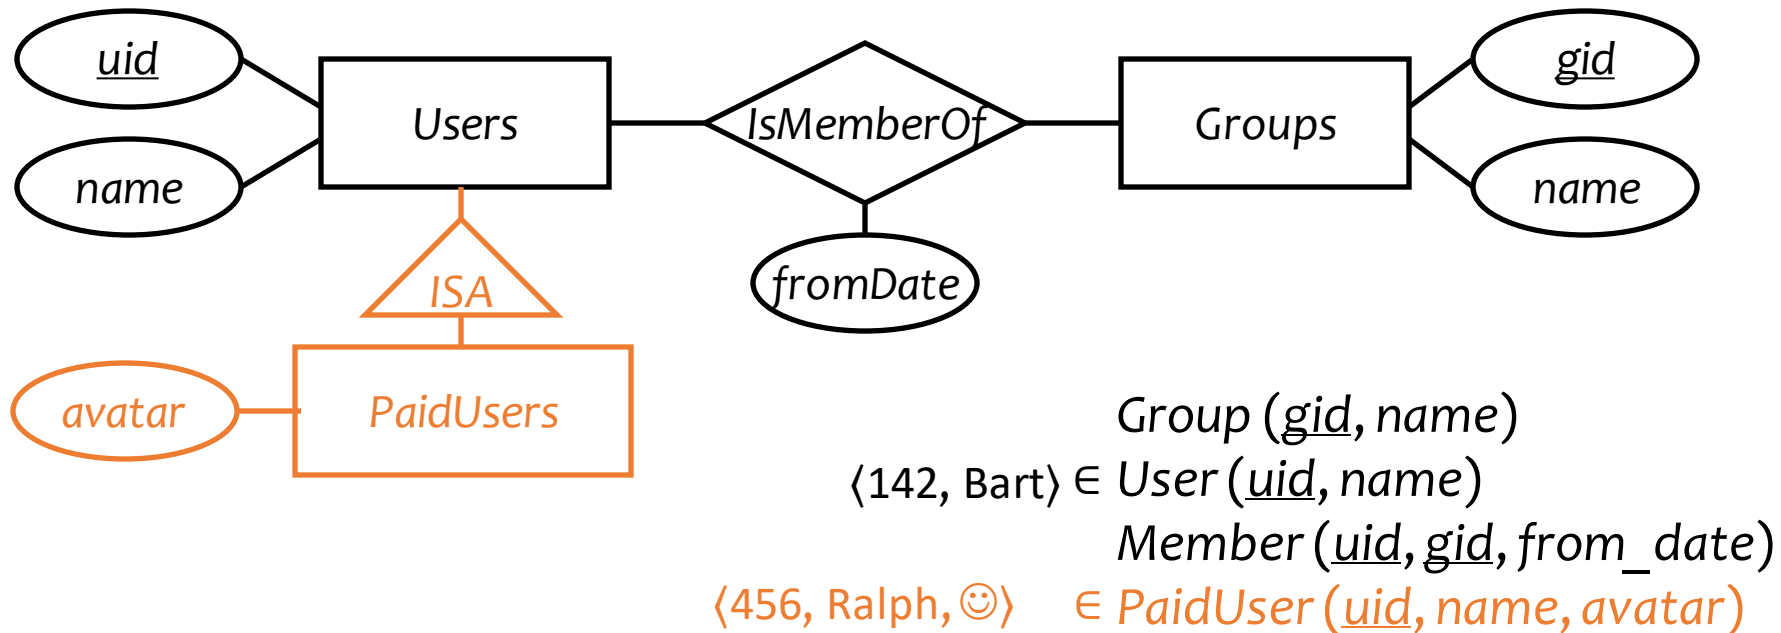 uid
name
Users
IsMemberOf
Groups
gid
name
fromDate
ISA
avatar
PaidUsers
Group (gid, name)
⟨142, Bart⟩ ∈ User (uid, name)
Member (uid, gid, from_date)
⟨456, Ralph, ☺⟩ ∈ PaidUser (uid, name, avatar)